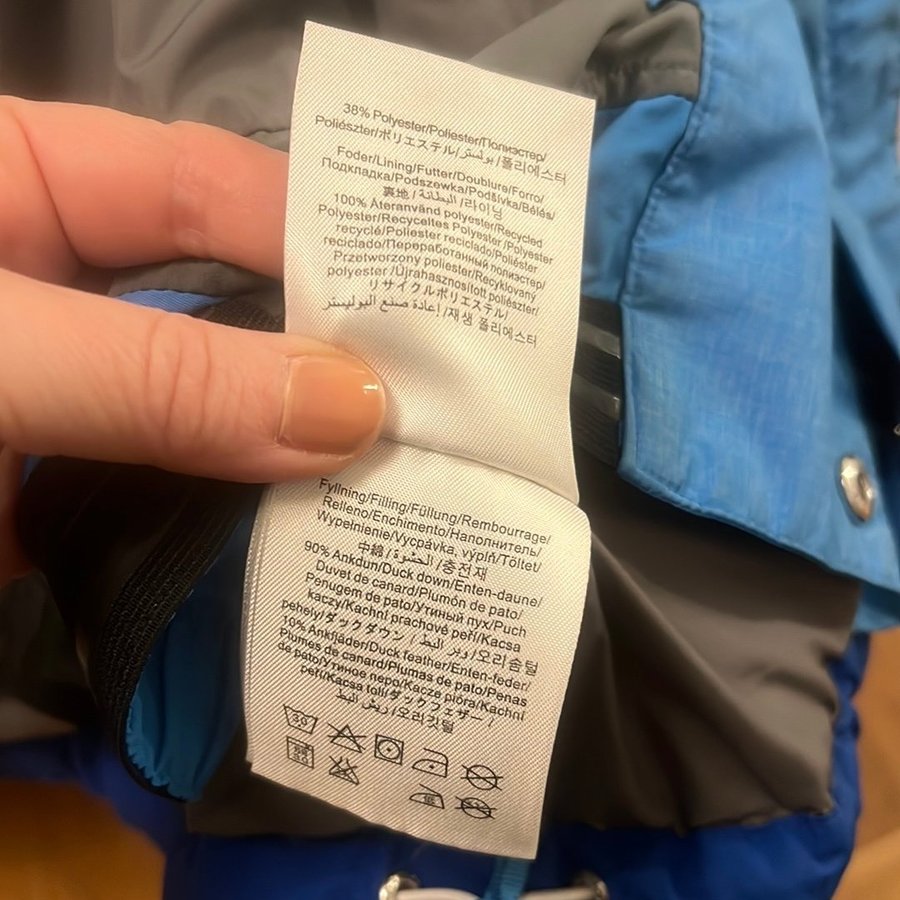 38% Polyester/Poliester/Полиэстер/
Poliészter/ポリエステル/بوليستر/폴리에스터
Foder/Lining/Futter/Doublure/Forro/
Подкладка/Podszewka/Podšívka/Bélés/
裏地/البطانة/라이닝
100% Återanvänd polyester/Recycled
Polyester/Recyceltes Polyester/Polyester
recyclé/Poliester reciclado/Poliéster
reciclado/Переработанный полиэстер/
Przetworzony poliester/Recyklovaný
polyester/Újrahasznosított poliészter/
リサイクルポリエステル/
إعادة صنع البوليستر/재생 폴리에스터
Fyllning/Filling/Füllung/Rembourrage/
Relleno/Enchimento/Наполнитель/
Wypełnienie/Vycpávka, výplň/Töltet/
中綿/الحشوة/충전재
90% Ankdun/Duck down/Enten-daune/
Duvet de canard/Plumón de pato/
Penugem de pato/Утиный пух/Puch
kaczy/Kachní prachové peří/Kacsa
pehely/ダックダウン/وبر البط/오리솜털
10% Ankfjäder/Duck feather/Enten-feder/
Plumes de canard/Plumas de pato/Penas
de pato/Утиное перо/Kacze pióra/Kachní
peří/Kacsa toll/ダックフェザー/
ريش البط/오리깃털
30